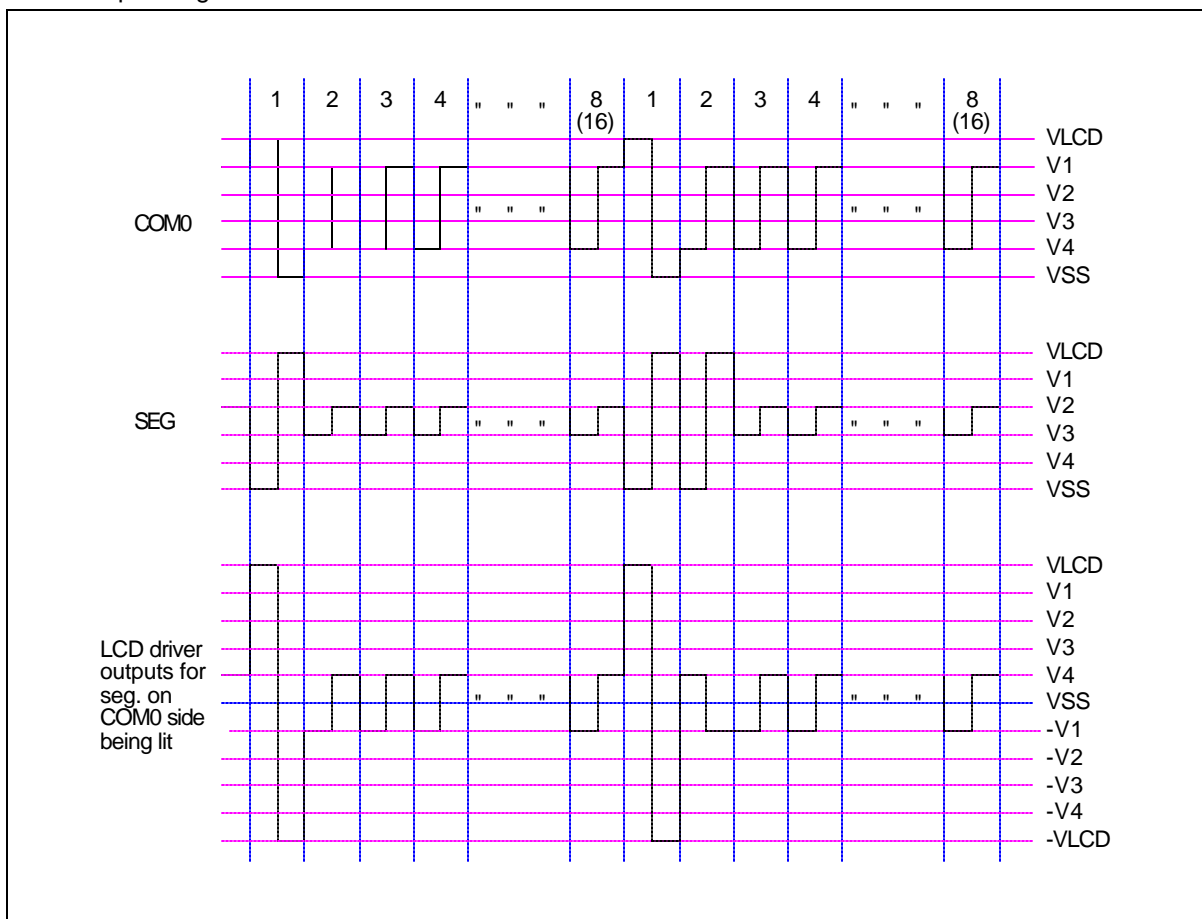 1 2 3 4 " " " 8 1 2 3 4 " " " 8
(16) (16)
VLCD
V1
V2
COM0 " " " " " " V3
V4
VSS
VLCD
V1
V2
SEG " " " " " " V3
V4
VSS
VLCD
V1
V2
LCD driver V3
outputs for V4
seg. on " " " " " " VSS
COM0 side -V1
being lit
-V2
-V3
-V4
-VLCD